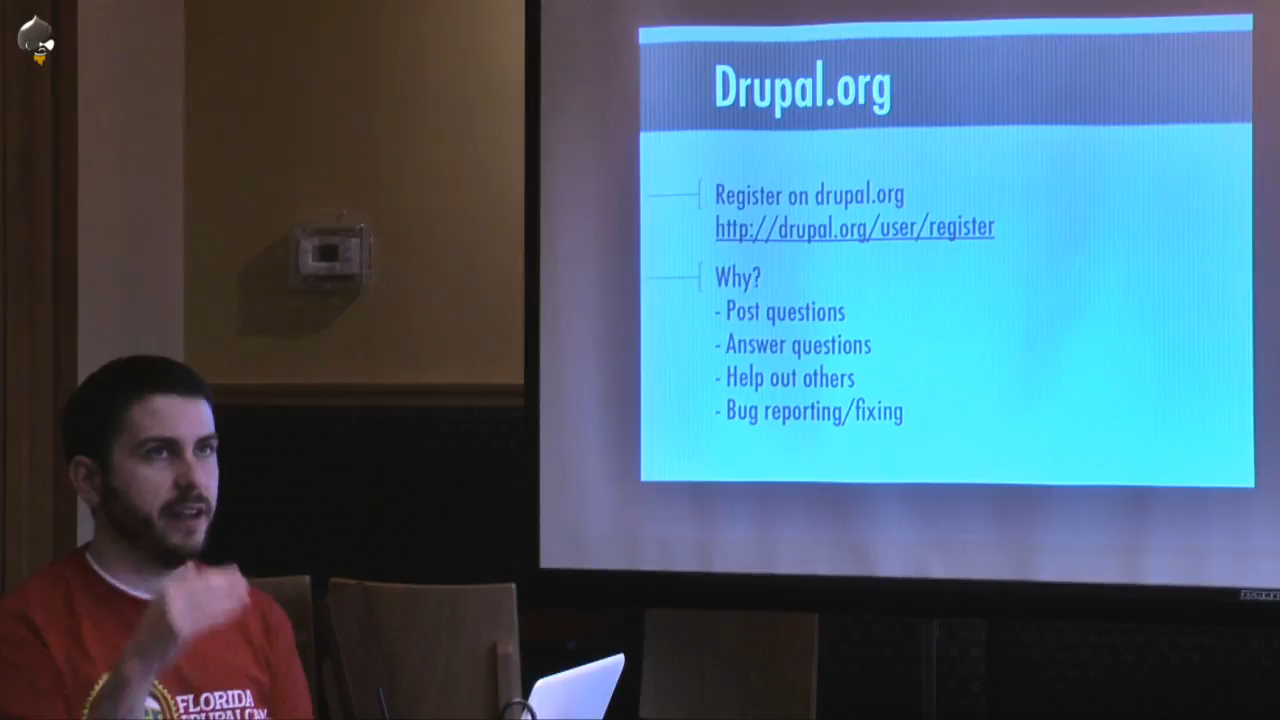 Drupal.org
Register on drupal.org
http://drupal.org/user/register
Why?
- Post questions
- Answer questions
- Help out others
- Bug reporting/fixing
FLORIDA